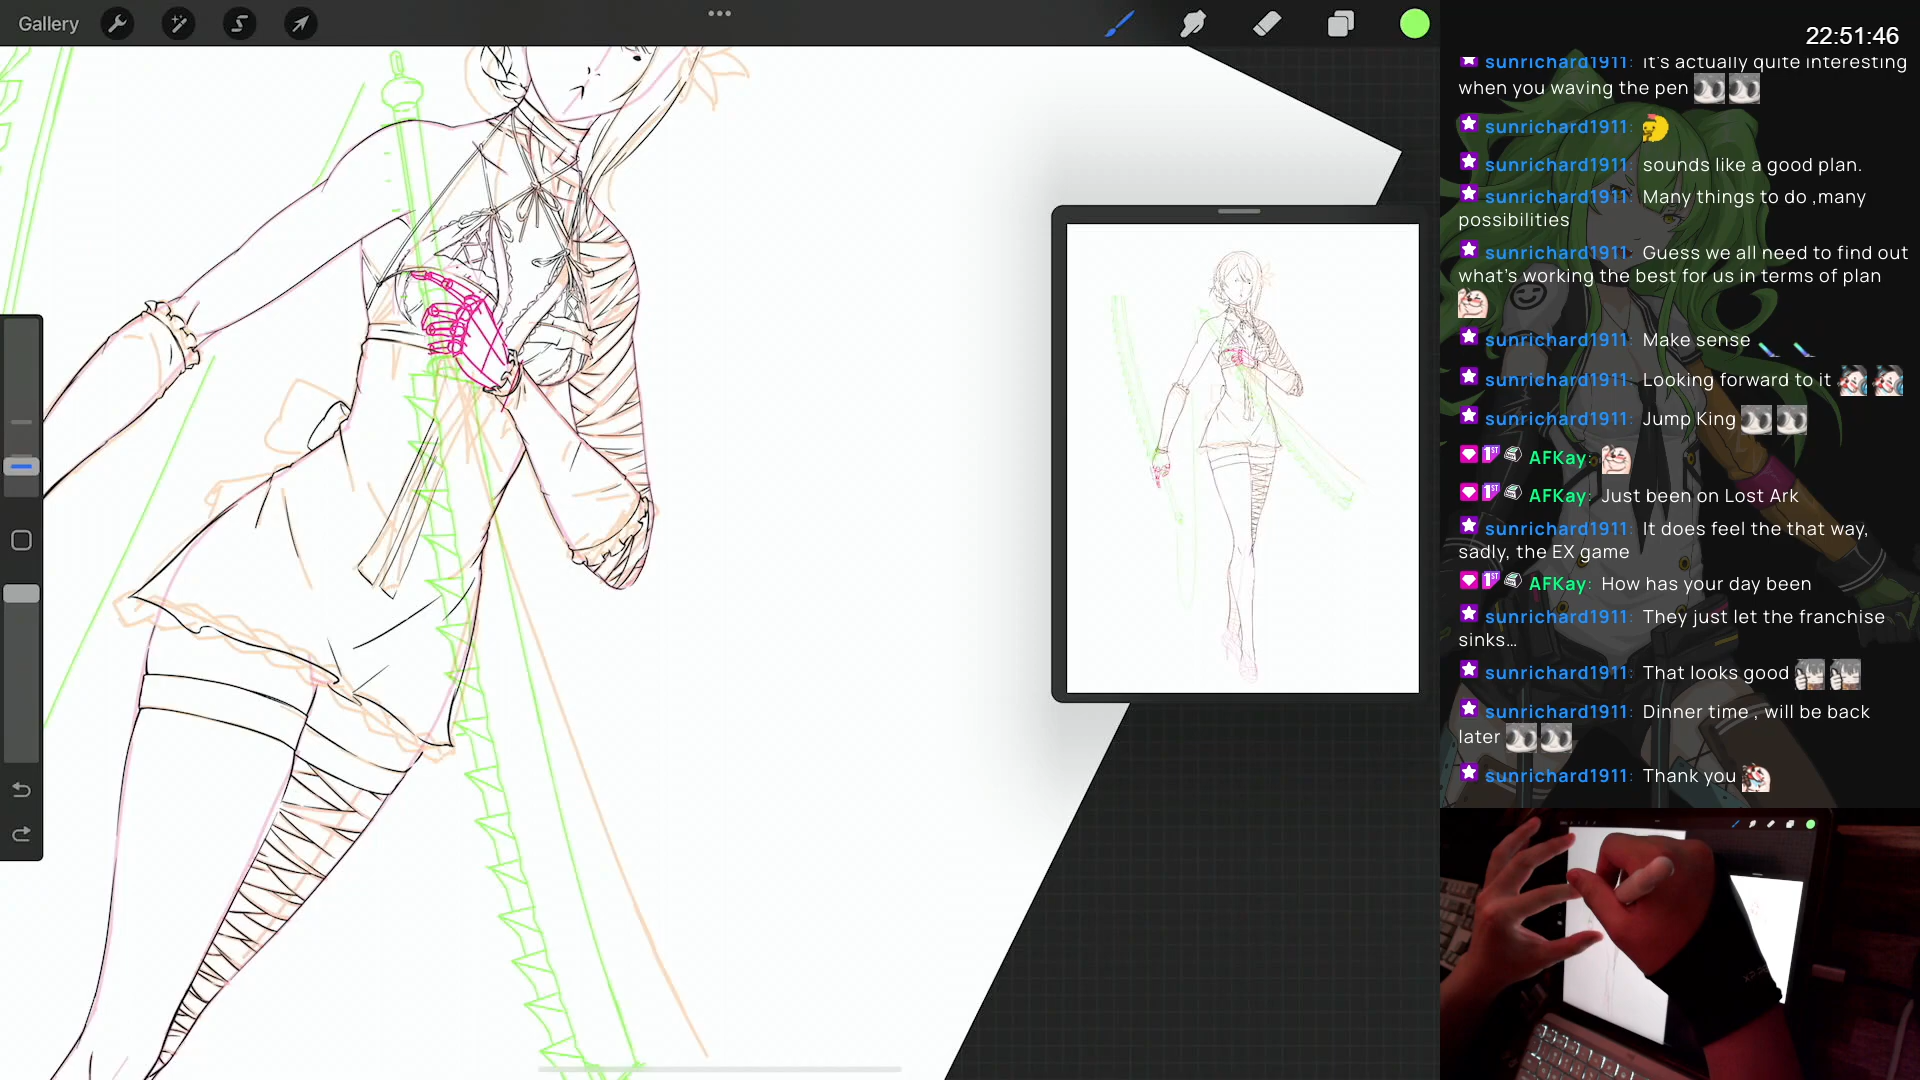 Gallery
22:51:46
sunrichard1911: it's actually quite interesting
when you waving the pen
sunrichard1911:
sunrichard1911: sounds like a good plan.
sunrichard1911: Many things to do ,many
possibilities
sunrichard1911: Guess we all need to find out
what's working the best for us in terms of plan
sunrichard1911: Make sense
sunrichard1911: Looking forward to it
sunrichard1911: Jump King
1ST AFKay:
1ST AFKay: Just been on Lost Ark
sunrichard1911: It does feel the that way,
sadly, the EX game
1ST AFKay: How has your day been
sunrichard1911: They just let the franchise
sinks…
sunrichard1911: That looks good
sunrichard1911: Dinner time , will be back
later
sunrichard1911: Thank you